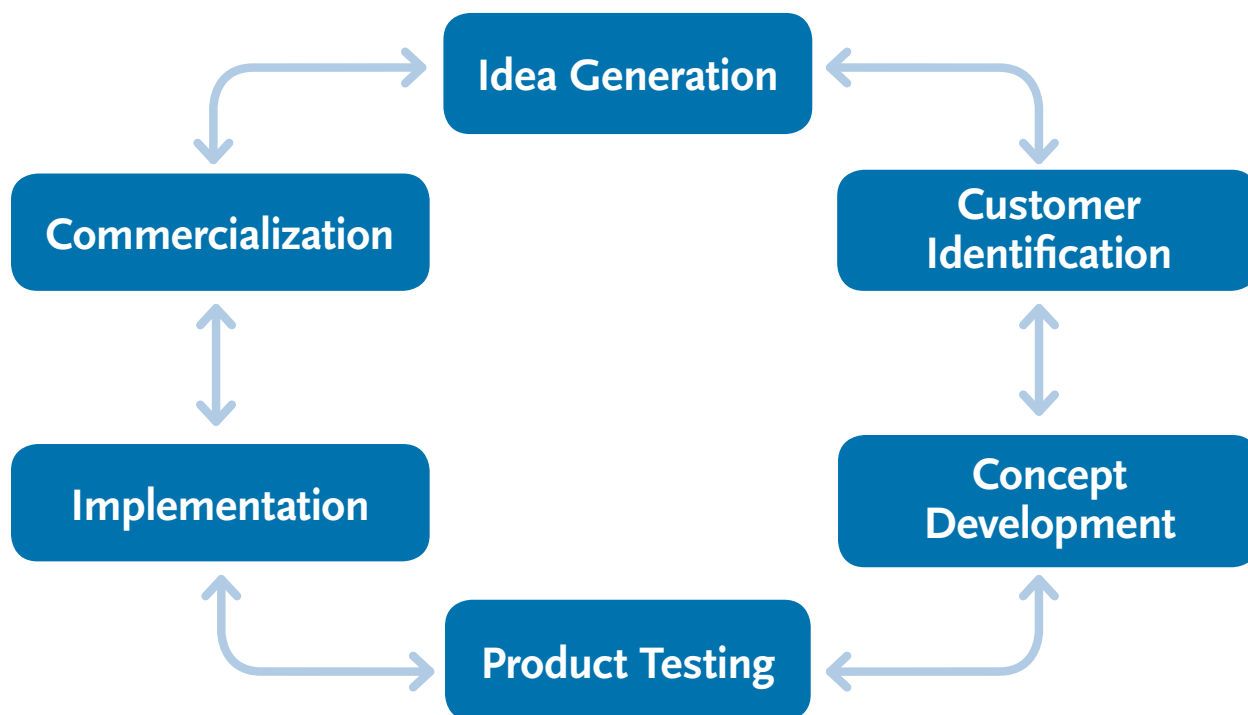 Idea Generation
Customer
Identification
Concept
Development
Product Testing
Implementation
Commercialization